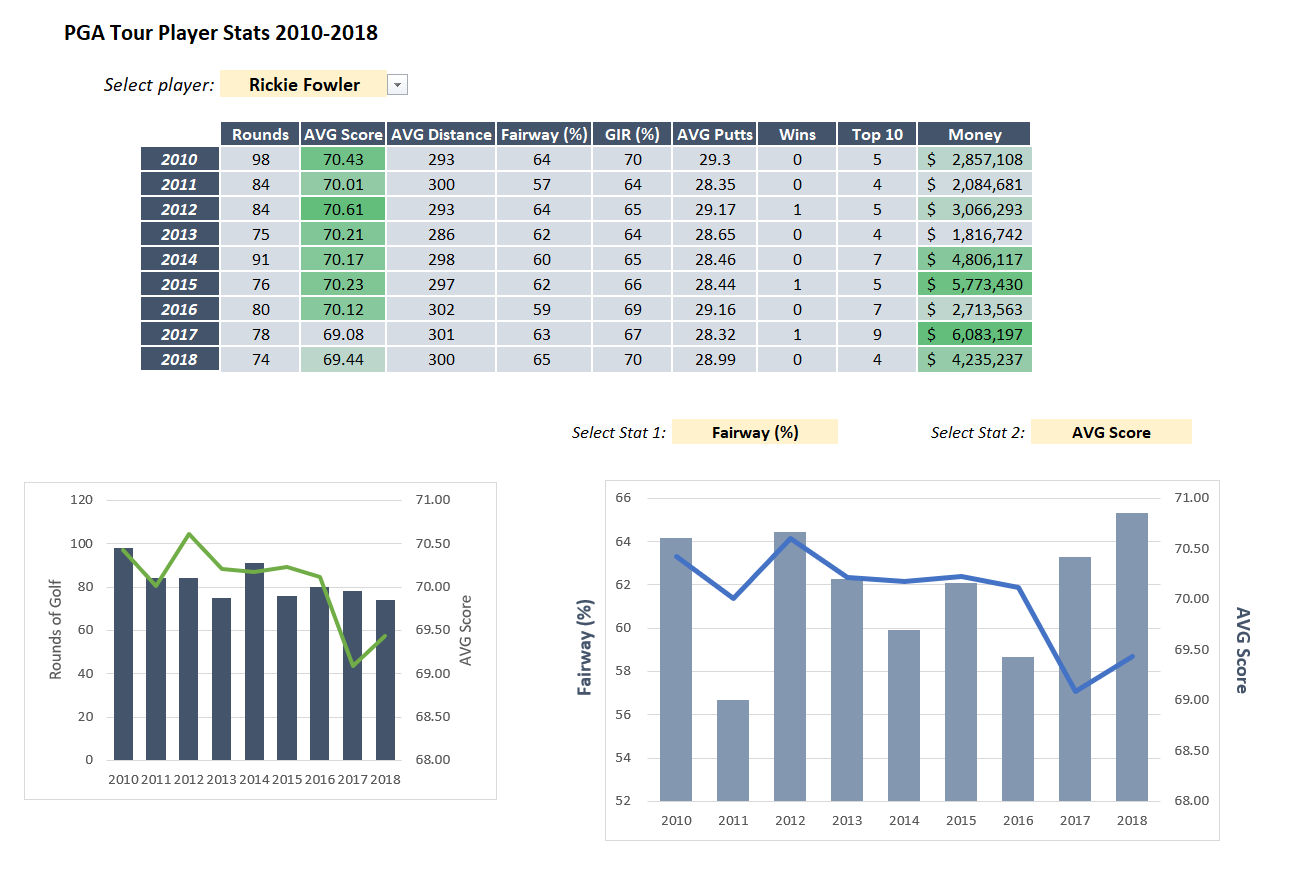 PGA Tour Player Stats 2010-2018
Select player: Rickie Fowler
Rounds AVG Score AVG Distance Fairway (%) GIR (%) AVG Putts Wins Top 10 Money
2010 98 70.43 293 64 70 29.3 0 5 $ 2,857,108
2011 84 70.01 300 57 64 28.35 0 4 $ 2,084,681
2012 84 70.61 293 64 65 29.17 1 5 $ 3,066,293
2013 75 70.21 286 62 64 28.65 0 4 $ 1,816,742
2014 91 70.17 298 60 65 28.46 0 7 $ 4,806,117
2015 76 70.23 297 62 66 28.44 1 5 $ 5,773,430
2016 80 70.12 302 59 69 29.16 0 7 $ 2,713,563
2017 78 69.08 301 63 67 28.32 1 9 $ 6,083,197
2018 74 69.44 300 65 70 28.99 0 4 $ 4,235,237
Select Stat 1: Fairway (%) Select Stat 2: AVG Score
Rounds of Golf
120
100
80
60
40
20
0
71.00
70.50
70.00
69.50
69.00
68.50
68.00
AVG Score
2010 2011 2012 2013 2014 2015 2016 2017 2018
Fairway (%)
66
64
62
60
58
56
54
52
71.00
70.50
70.00
69.50
69.00
68.50
68.00
AVG Score
2010 2011 2012 2013 2014 2015 2016 2017 2018